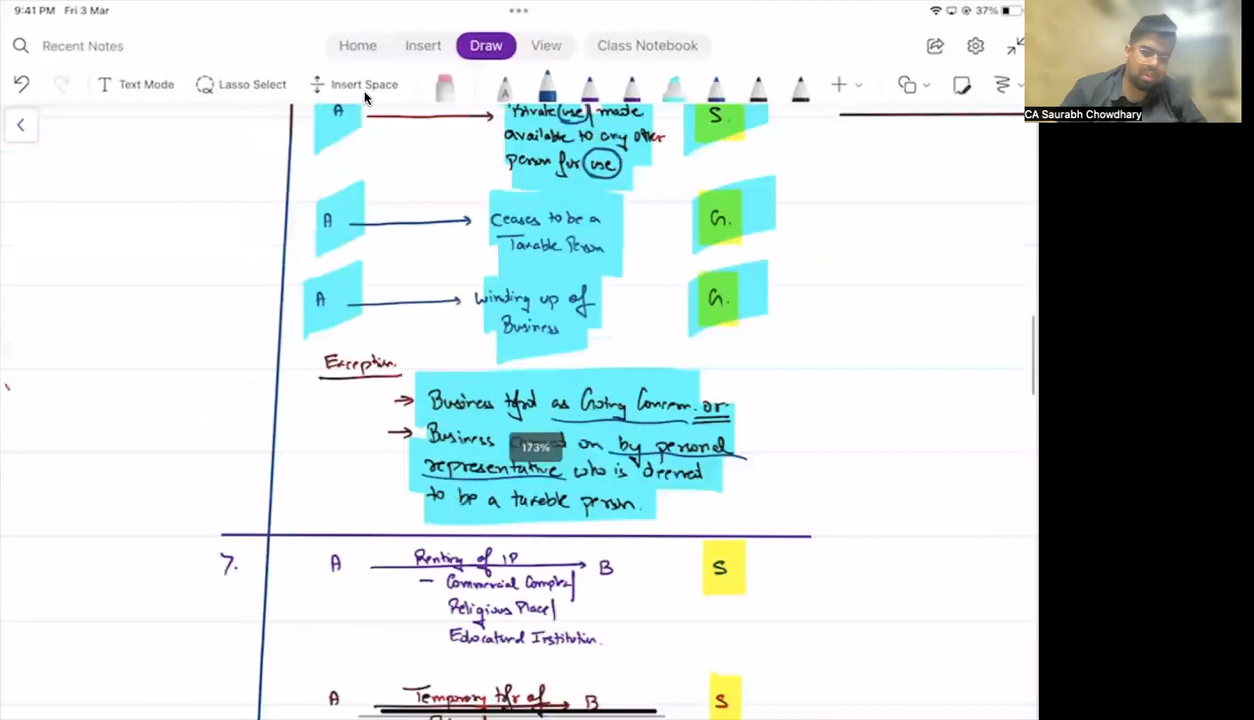 9:41 PM Fri 3 Mar
37%
Recent Notes
Home Insert Draw View Class Notebook
Text Mode Lasso Select Insert Space
CA Saurabh Chowdhary
A Private use made S.
available to any other
person for use
A Ceases to be a G.
Taxable Person
A Winding up of G.
Business
Exception
Business tfrd as Going Concern or
Business on by personal
173%
representative who is deemed
to be a taxable person.
7. A Renting of IP B S
- Commercial Complex/
Religious Place/
Educational Institution.
A Temporary tfr of B S